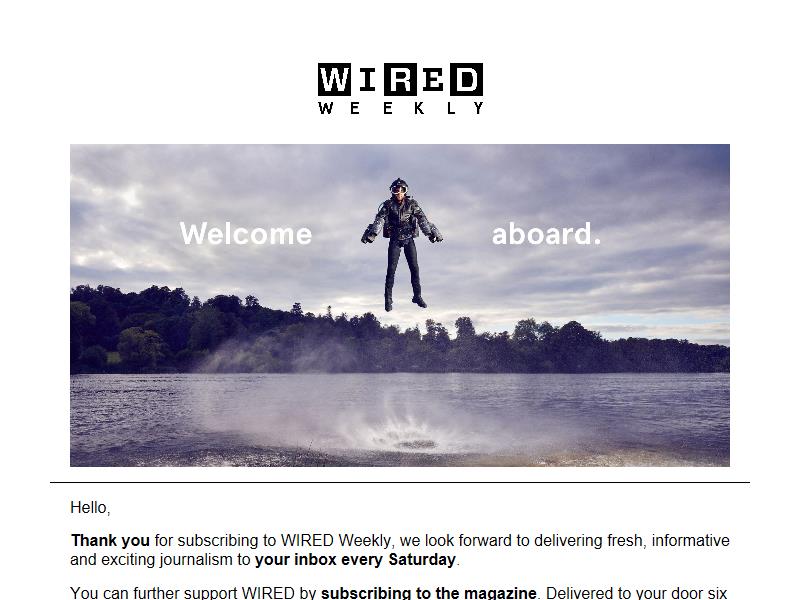 WIRED
WEEKLY
Welcome aboard.
Hello,
Thank you for subscribing to WIRED Weekly, we look forward to delivering fresh, informative
and exciting journalism to your inbox every Saturday.
You can further support WIRED by subscribing to the magazine. Delivered to your door six